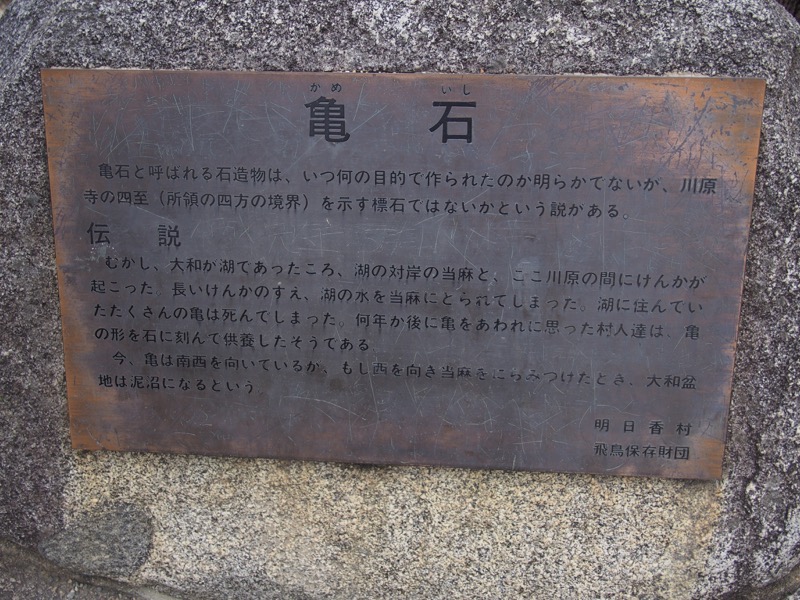 かめ いし
亀石
亀石と呼ばれる石造物は、いつ何の目的で作られたのか明らかでないが、川原
寺の四至（所領の四方の境界）を示す標石ではないかという説がある。
伝説
むかし、大和が湖であったころ、湖の対岸の当麻と、ここ川原の間にけんかが
起こった。長いけんかのすえ、湖の水を当麻にとられてしまった。湖に住んでい
たたくさんの亀は死んでしまった。何年か後に亀をあわれに思った村人達は、亀
の形を石に刻んで供養したそうである。
今、亀は南西を向いているが、もし西を向き当麻をにらみつけたとき、大和盆
地は泥沼になるという。
明日香村
飛鳥保存財団